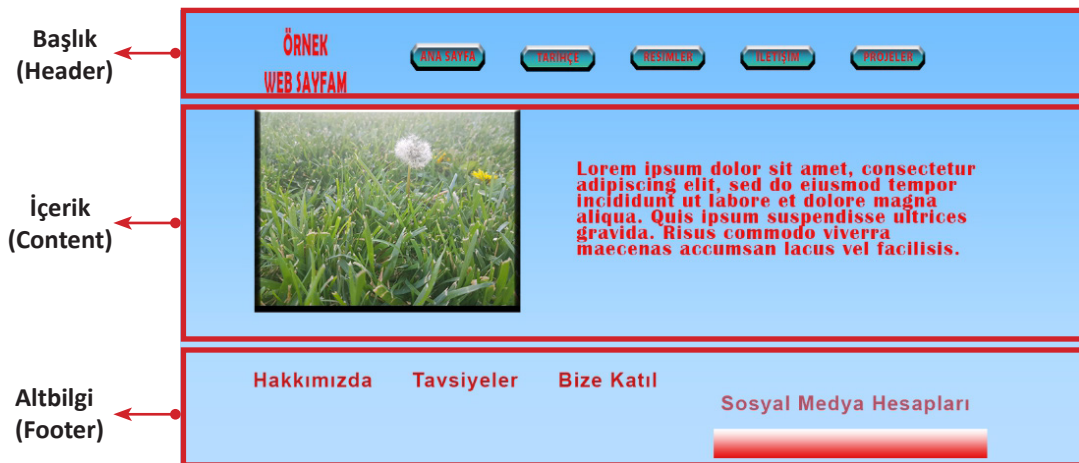 Başlık
(Header)
ÖRNEK
WEB SAYFAM
ANA SAYFA
TARİHÇE
RESİMLER
İLETİŞİM
PROJELER
İçerik
(Content)
Lorem ipsum dolor sit amet, consectetur
adipiscing elit, sed do eiusmod tempor
incididunt ut labore et dolore magna
aliqua. Quis ipsum suspendisse ultrices
gravida. Risus commodo viverra
maecenas accumsan lacus vel facilisis.
Altbilgi
(Footer)
Hakkımızda Tavsiyeler Bize Katıl
Sosyal Medya Hesapları